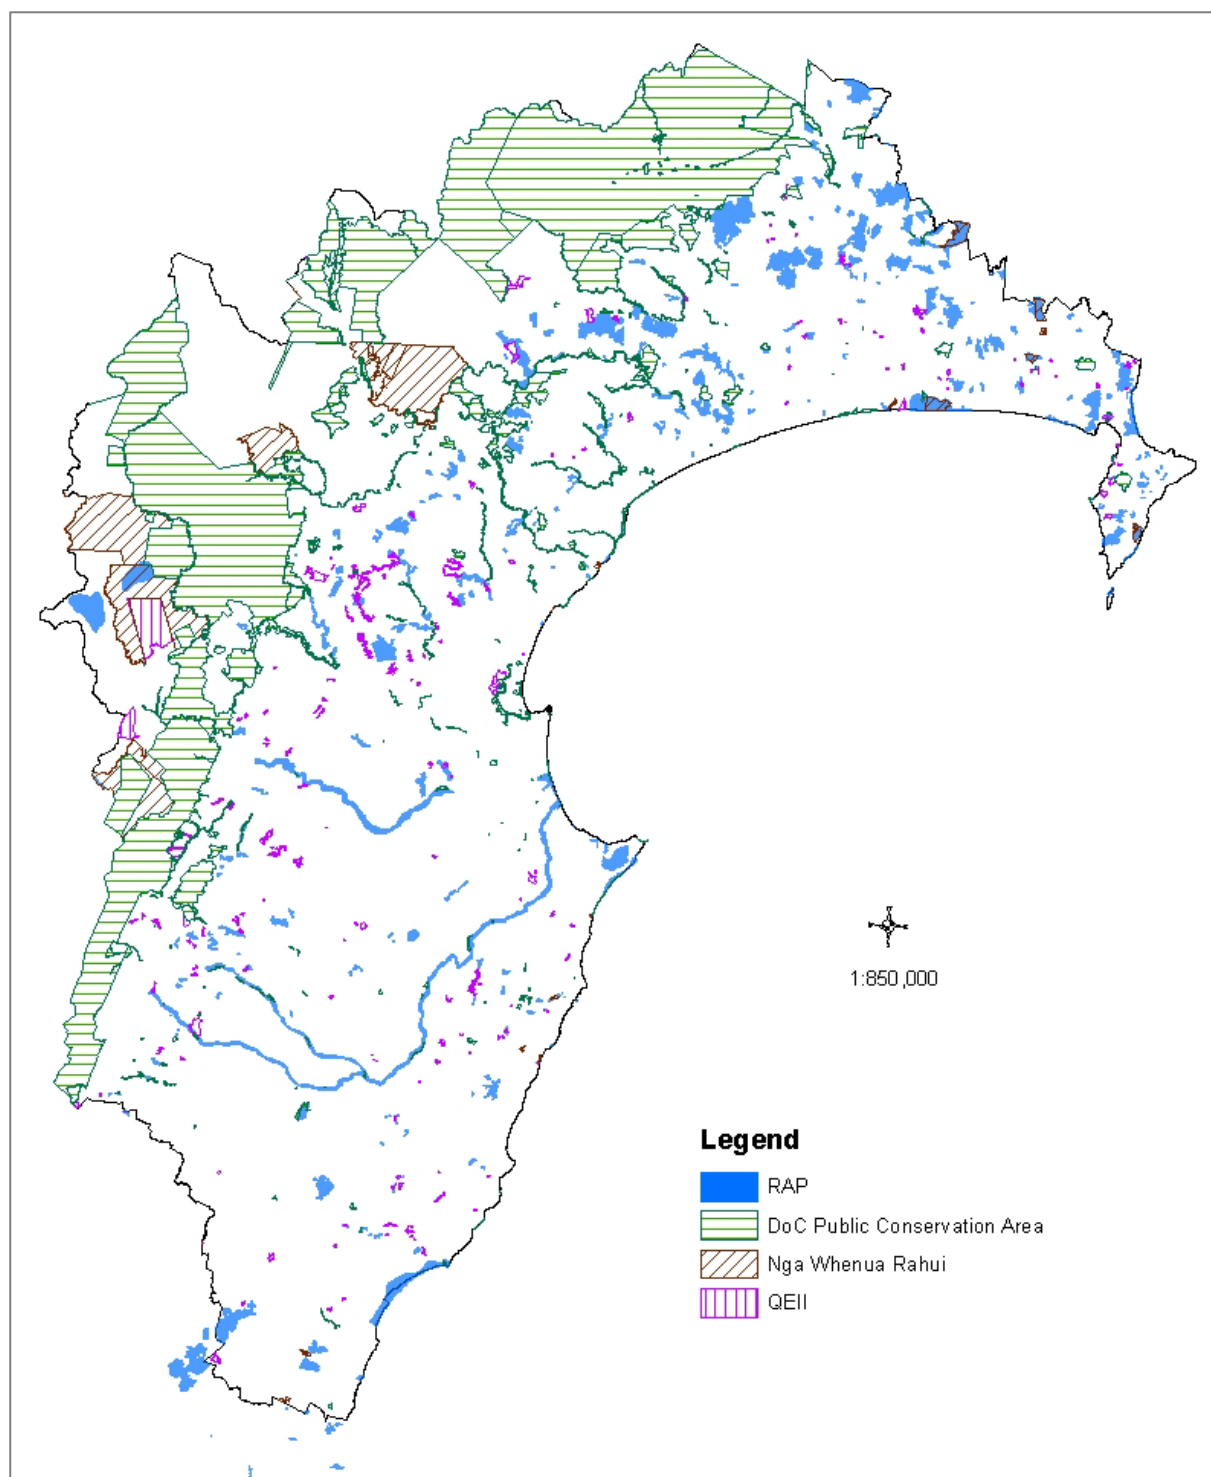 1:850,000
Legend
RAP
DoC Public Conservation Area
Nga Whenua Rahui
QEII